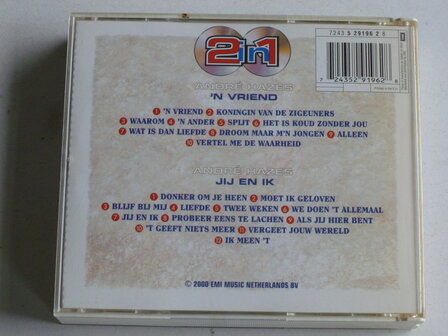 7243 5 29196 2 8
2in1
7 24352 91962 8
ANDRÉ HAZES
'N VRIEND
1 'N VRIEND 2 KONINGIN VAN DE ZIGEUNERS
3 WAAROM 4 'N ANDER 5 SPIJT 6 HET IS KOUD ZONDER JOU
7 WAT IS DAN LIEFDE 8 DROOM MAAR M'N JONGEN 9 ALLEEN
10 VERTEL ME DE WAARHEID
ANDRÉ HAZES
JIJ EN IK
1 DONKER OM JE HEEN 2 MOET IK GELOVEN
3 BLIJF BIJ MIJ 4 LIEFDE 5 TWEE WEKEN 6 WE DOEN 'T ALLEMAAL
7 JIJ EN IK 8 PROBEER EENS TE LACHEN 9 ALS JIJ HIER BENT
10 'T GEEFT NIETS MEER 11 VERGEET JOUW WERELD
12 IK MEEN 'T
© 2000 EMI MUSIC NETHERLANDS BV